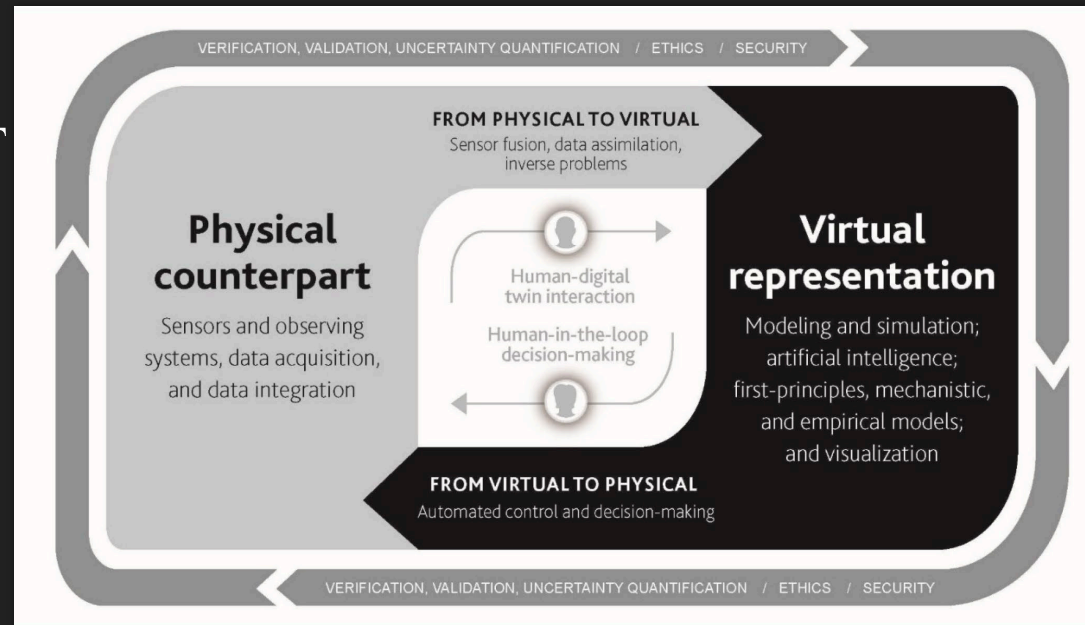 VERIFICATION, VALIDATION, UNCERTAINTY QUANTIFICATION / ETHICS / SECURITY
FROM PHYSICAL TO VIRTUAL
Sensor fusion, data assimilation,
inverse problems
Physical
counterpart
Sensors and observing
systems, data acquisition,
and data integration
Human-digital
twin interaction
Human-in-the-loop
decision-making
Virtual
representation
Modeling and simulation;
artificial intelligence;
first-principles, mechanistic,
and empirical models;
and visualization
FROM VIRTUAL TO PHYSICAL
Automated control and decision-making
VERIFICATION, VALIDATION, UNCERTAINTY QUANTIFICATION / ETHICS / SECURITY